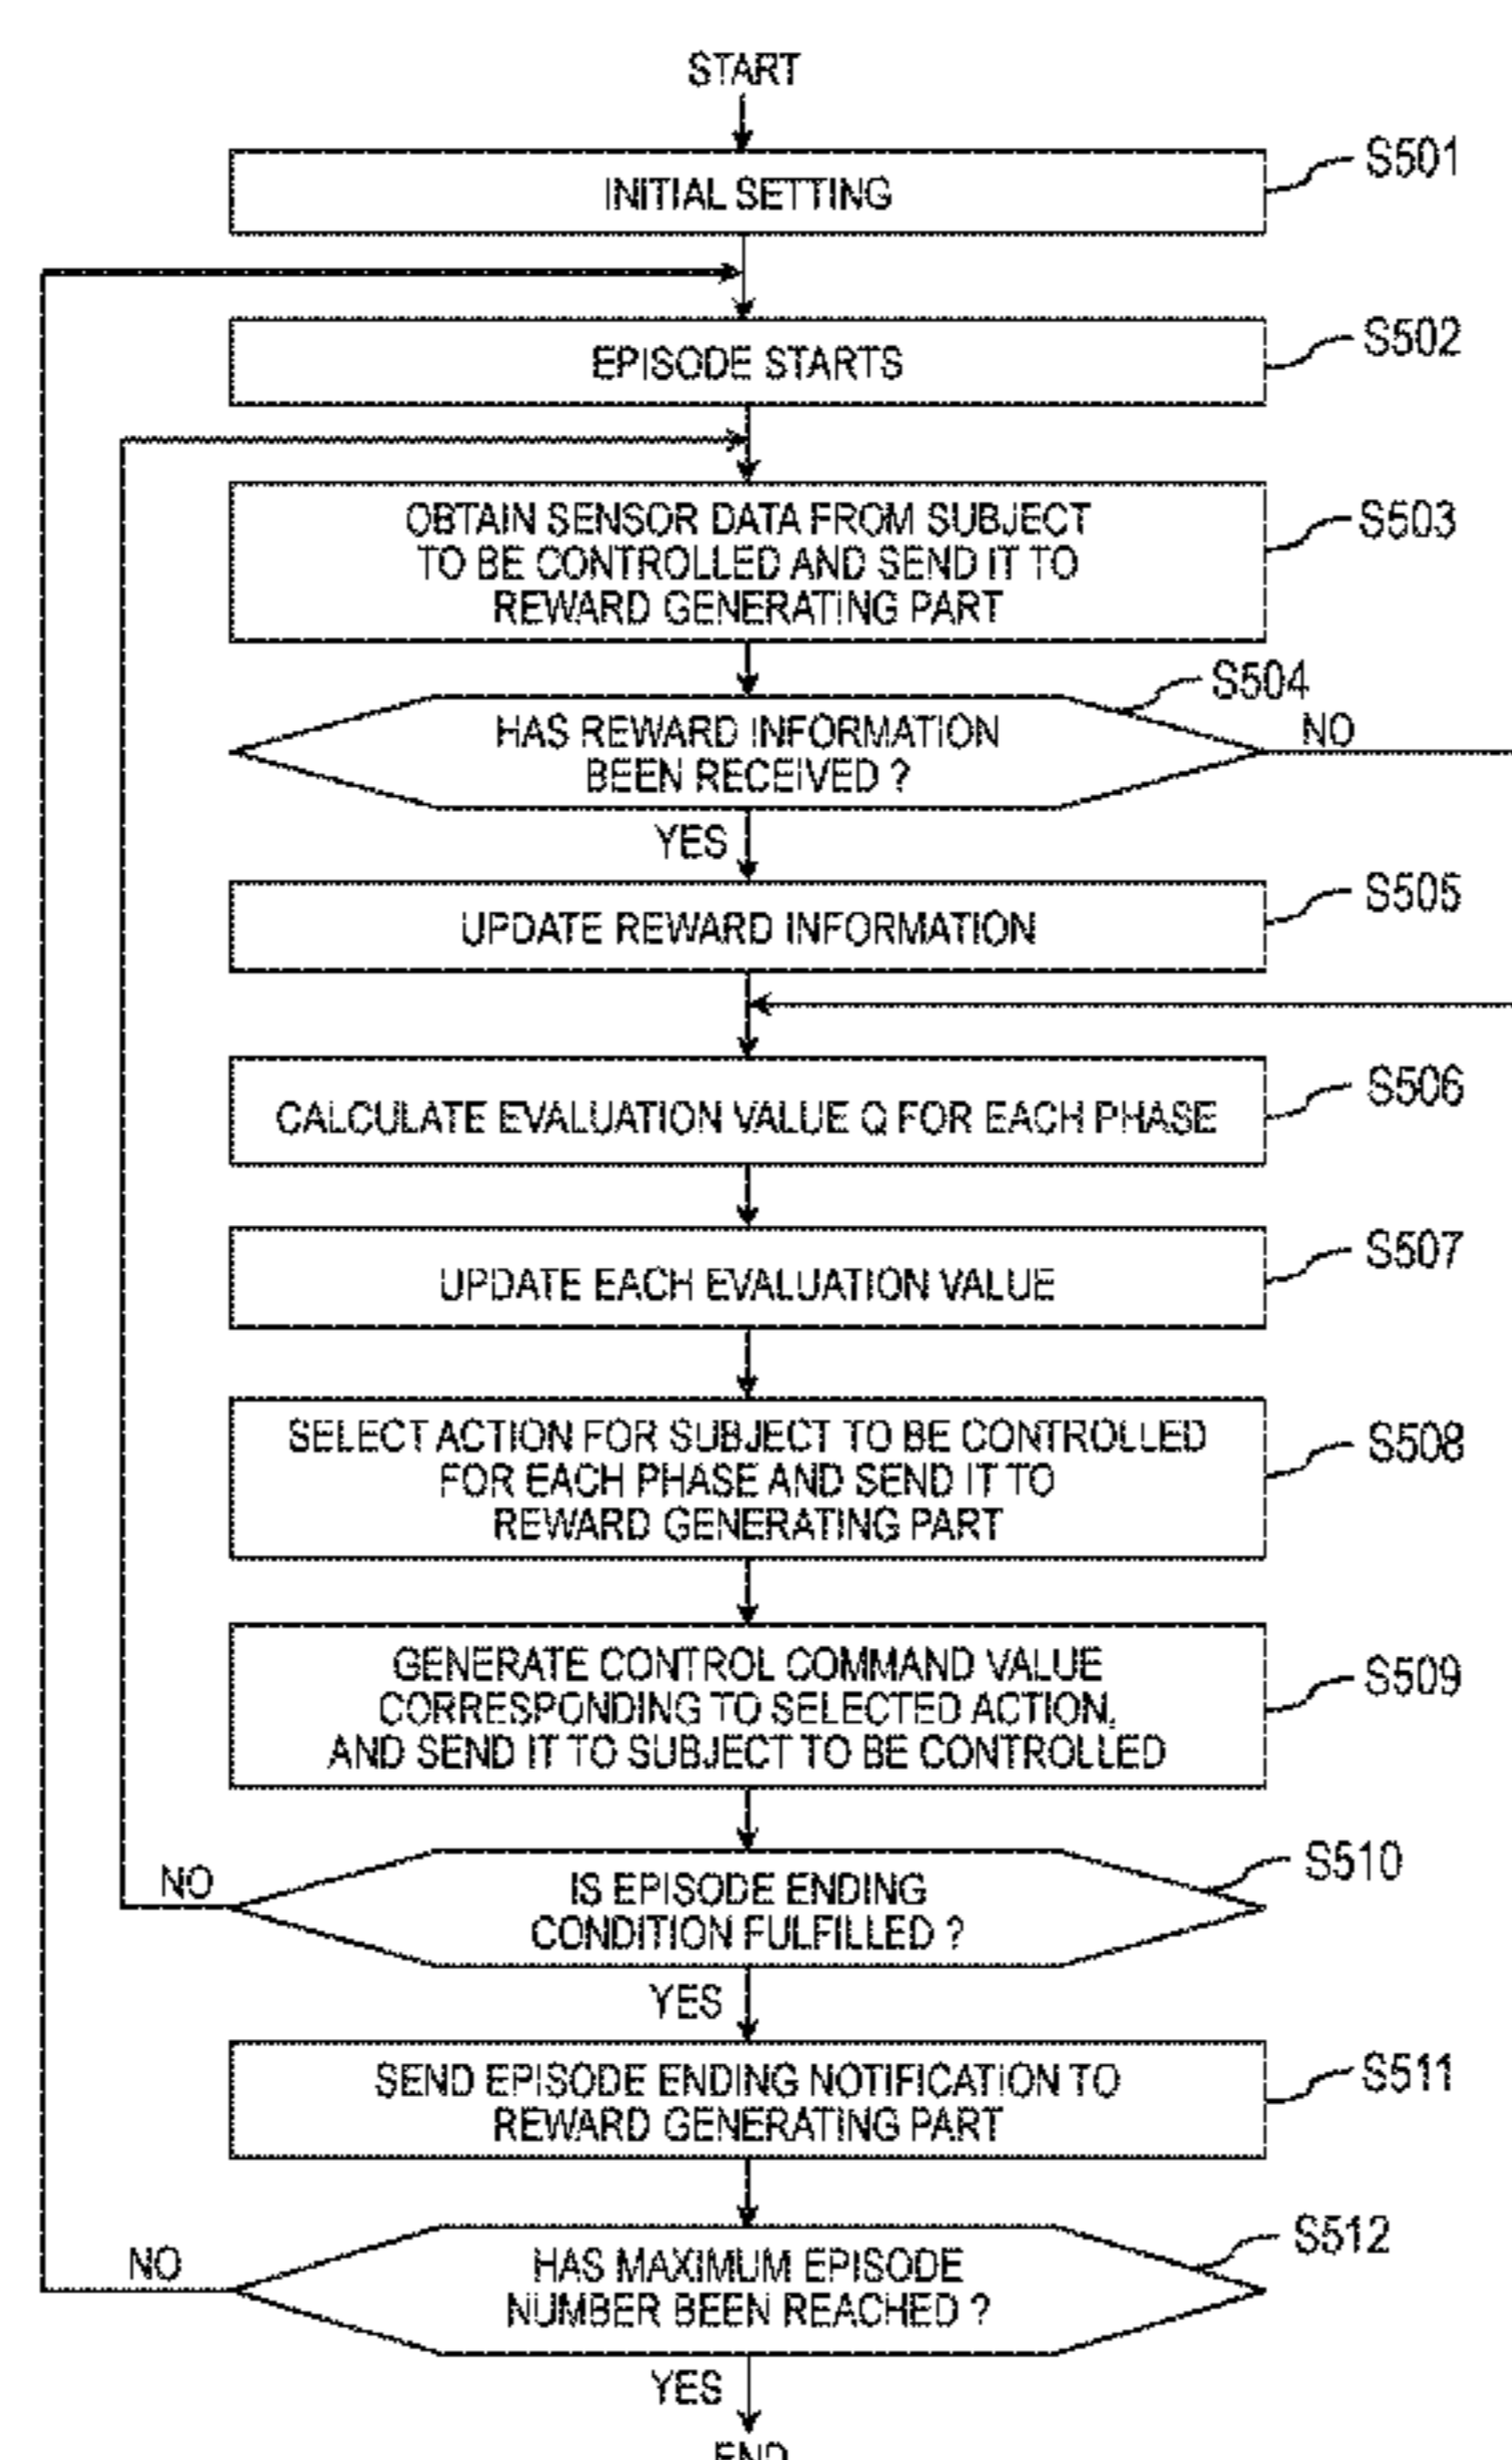 START
INITIAL SETTING
S501
EPISODE STARTS
S502
OBTAIN SENSOR DATA FROM SUBJECT
TO BE CONTROLLED AND SEND IT TO
REWARD GENERATING PART
S503
HAS REWARD INFORMATION
BEEN RECEIVED ?
S504
NO
YES
UPDATE REWARD INFORMATION
S505
CALCULATE EVALUATION VALUE Q FOR EACH PHASE
S506
UPDATE EACH EVALUATION VALUE
S507
SELECT ACTION FOR SUBJECT TO BE CONTROLLED
FOR EACH PHASE AND SEND IT TO
REWARD GENERATING PART
S508
GENERATE CONTROL COMMAND VALUE
CORRESPONDING TO SELECTED ACTION,
AND SEND IT TO SUBJECT TO BE CONTROLLED
S509
IS EPISODE ENDING
CONDITION FULFILLED ?
S510
NO
YES
SEND EPISODE ENDING NOTIFICATION TO
REWARD GENERATING PART
S511
HAS MAXIMUM EPISODE
NUMBER BEEN REACHED ?
S512
NO
YES
END